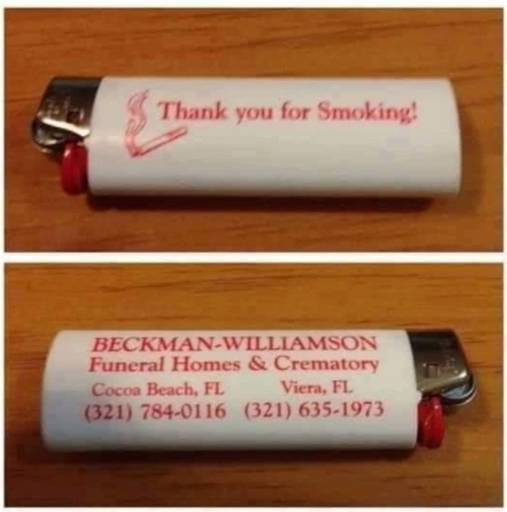 Thank you for Smoking!
BECKMAN-WILLIAMSON
Funeral Homes & Crematory
Cocoa Beach, FL Viera, FL
(321) 784-0116 (321) 635-1973